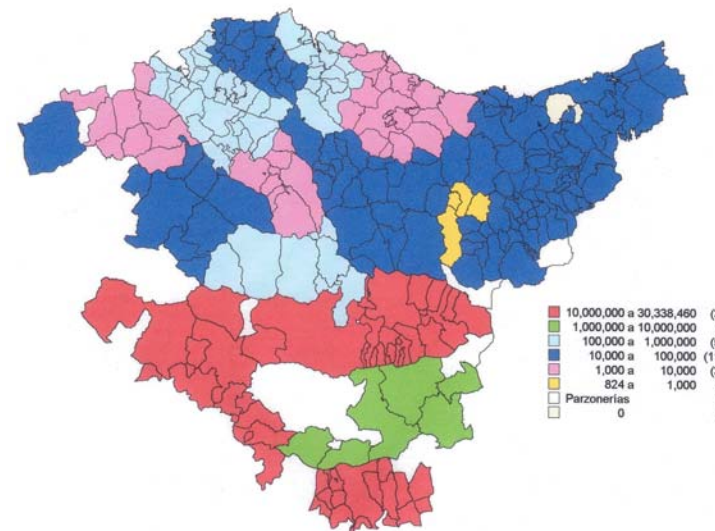 10,000,000 a 30,338,460 (
1,000,000 a 10,000,000
100,000 a 1,000,000 (
10,000 a 100,000 (1
1,000 a 10,000 (
824 a 1,000
Parzonerías
0